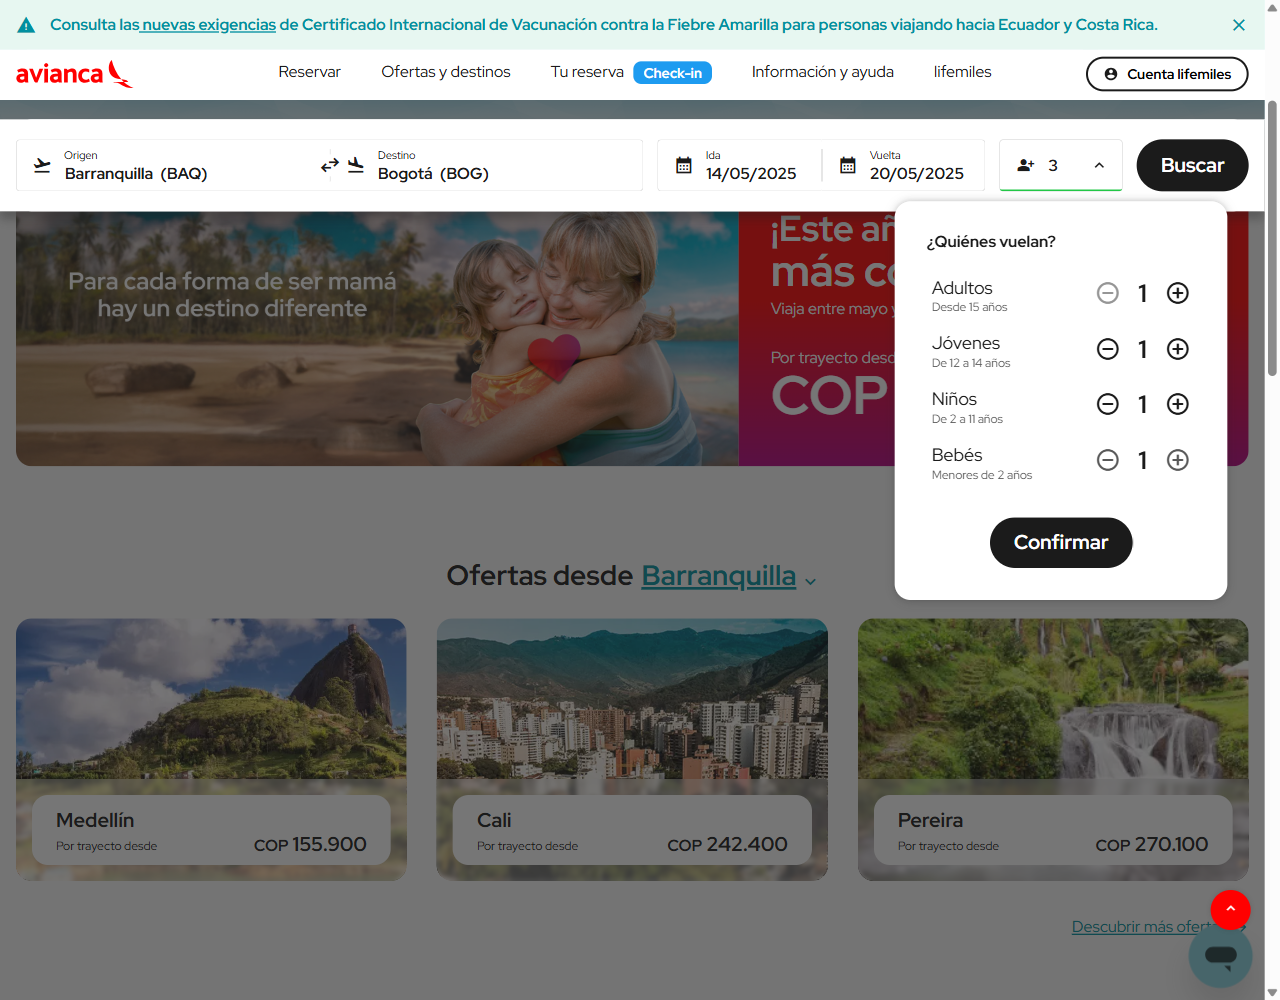 Consulta las nuevas exigencias de Certificado Internacional de Vacunación contra la Fiebre Amarilla para personas viajando hacia Ecuador y Costa Rica.
avianca
Reservar
Ofertas y destinos
Tu reserva
Check-in
Información y ayuda
lifemiles
Cuenta lifemiles
Origen
Barranquilla (BAQ)
Destino
Bogotá (BOG)
Ida
14/05/2025
Vuelta
20/05/2025
3
Buscar
Para cada forma de ser mamá
hay un destino diferente
¡Este
más
Viaja entre mayo
Por trayecto
COP
¿Quiénes vuelan?
Adultos
Desde 15 años
1
Jóvenes
De 12 a 14 años
1
Niños
De 2 a 11 años
1
Bebés
Menores de 2 años
1
Confirmar
Ofertas desde Barranquilla
Medellín
Por trayecto desde
COP 155.900
Cali
Por trayecto desde
COP 242.400
Pereira
Por trayecto desde
COP 270.100
Descubrir más